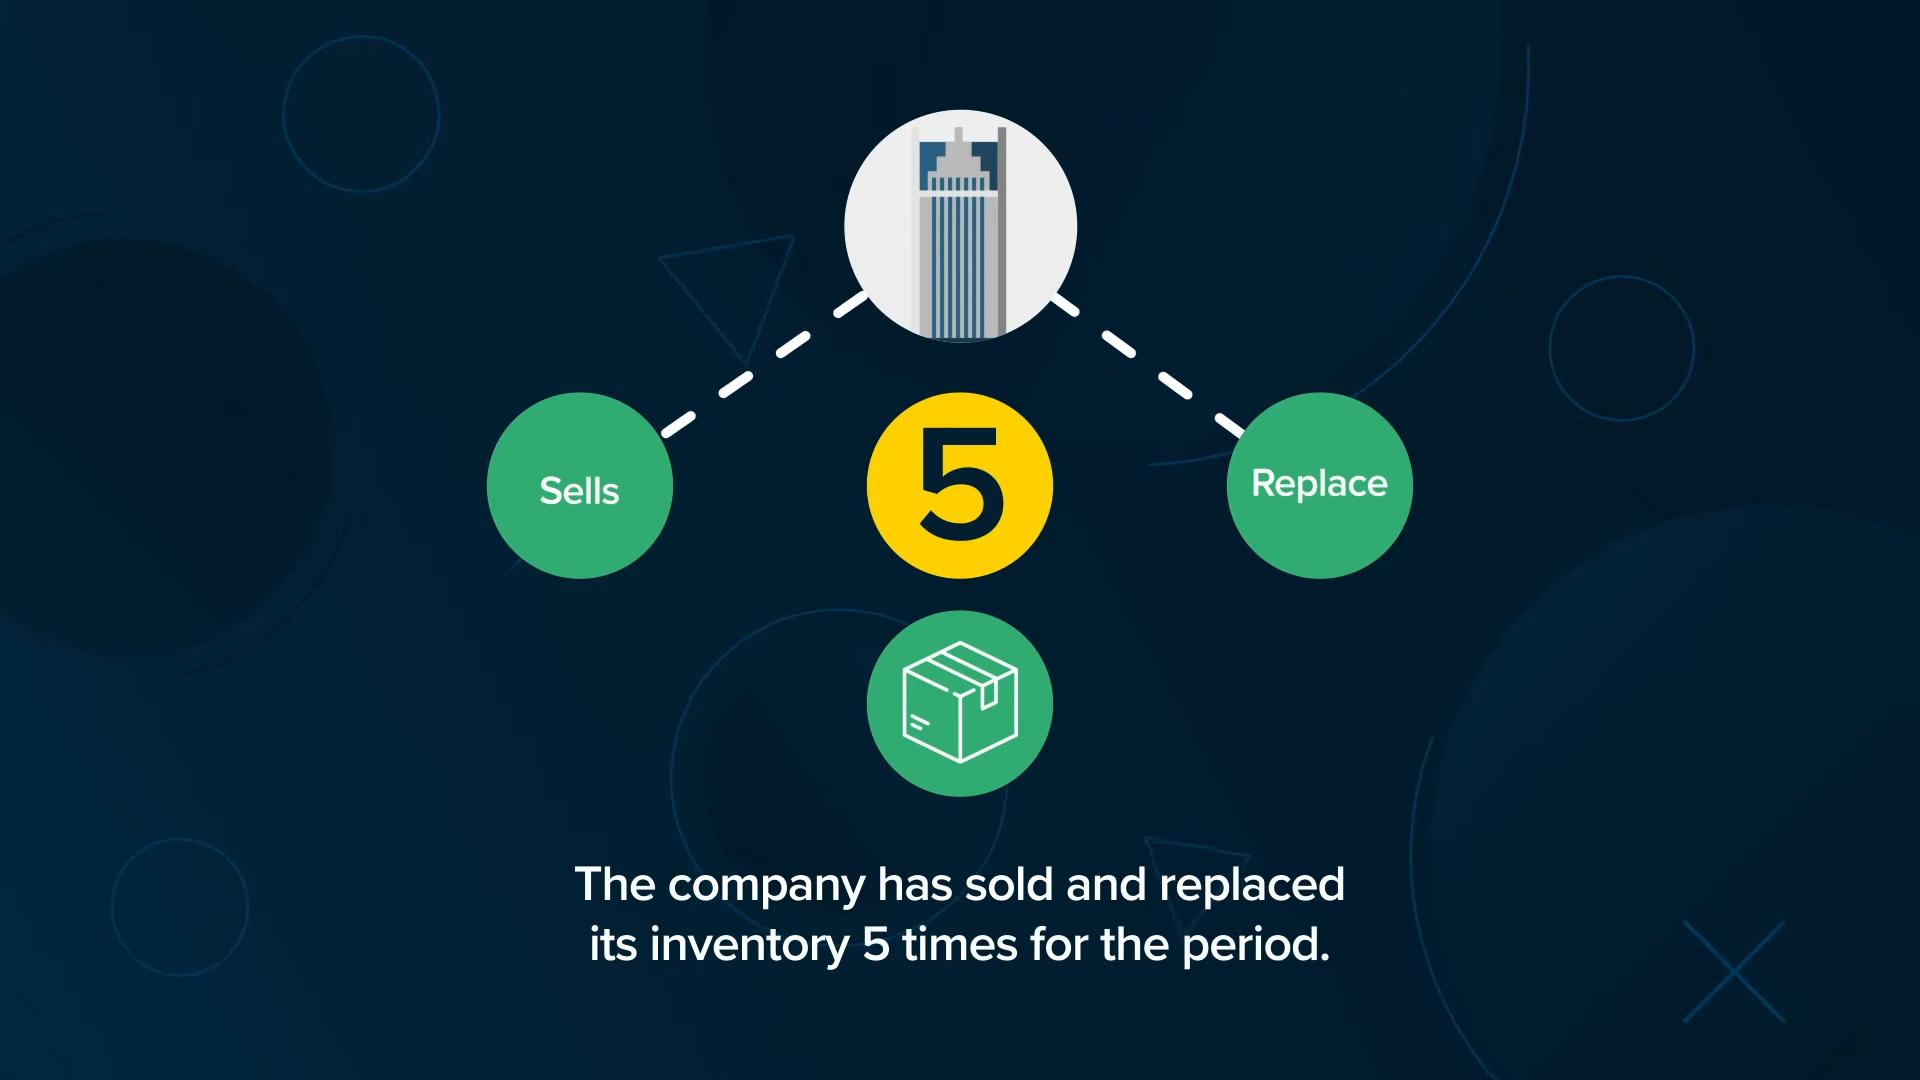 Sells
5
Replace
The company has sold and replaced
its inventory 5 times for the period.